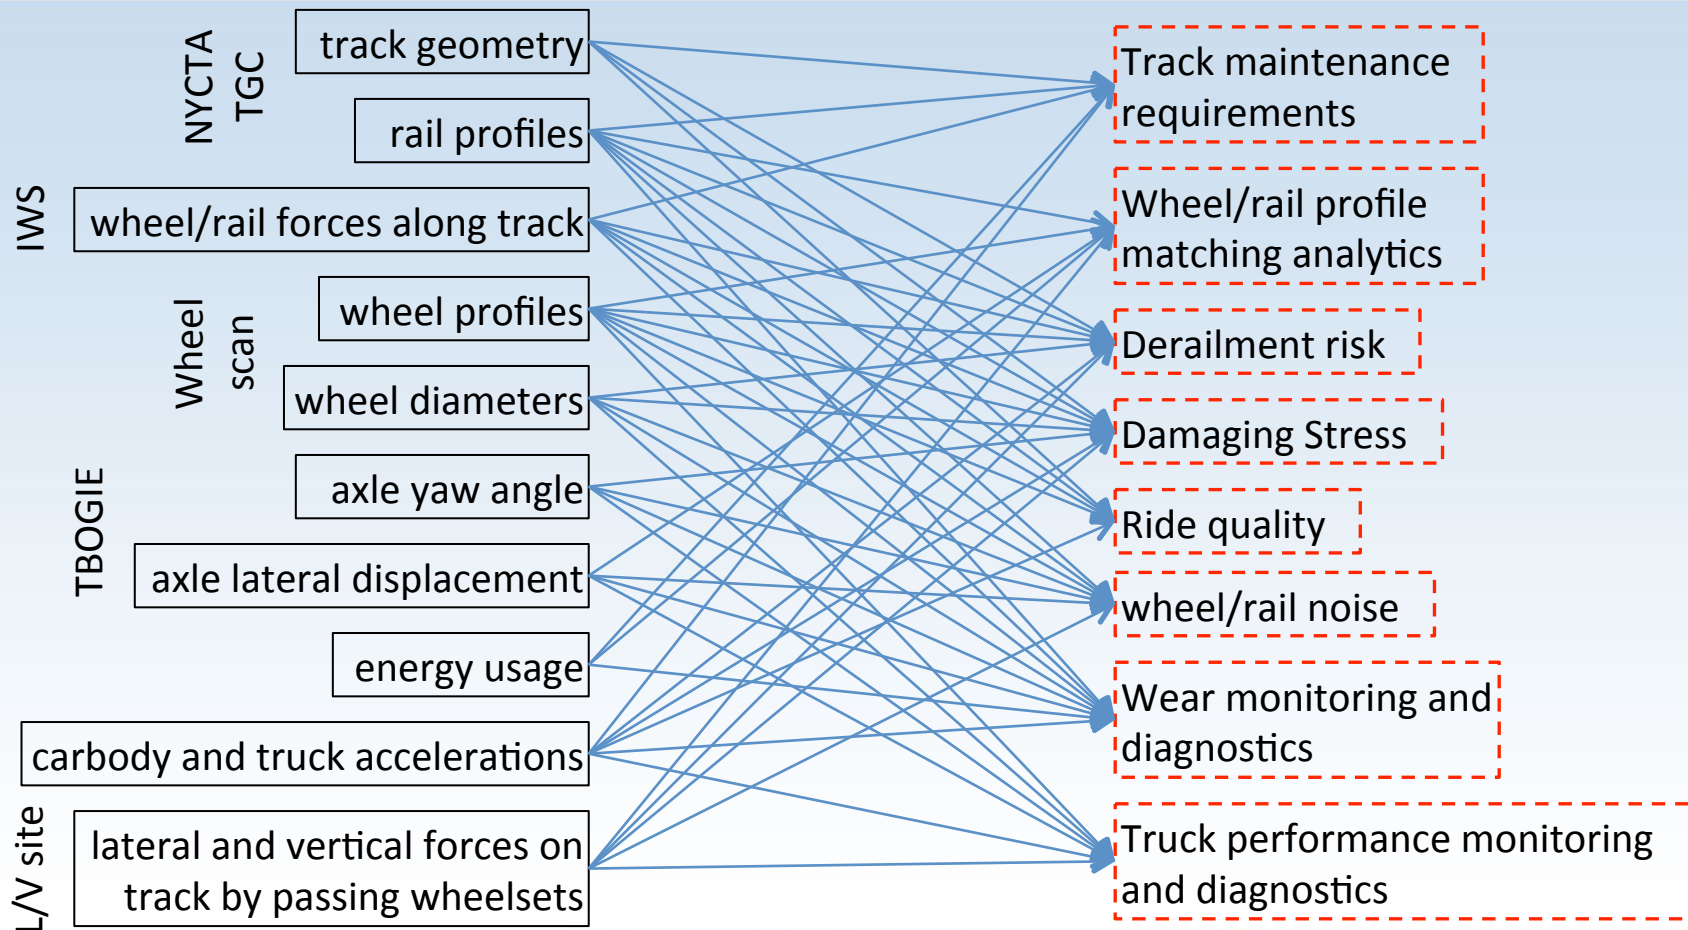 NYCTA
TGC
track geometry
rail profiles
IWS
wheel/rail forces along track
Wheel
scan
wheel profiles
wheel diameters
TBOGIE
axle yaw angle
axle lateral displacement
energy usage
carbody and truck accelerations
L/V site
lateral and vertical forces on
track by passing wheelsets
Track maintenance
requirements
Wheel/rail profile
matching analytics
Derailment risk
Damaging Stress
Ride quality
wheel/rail noise
Wear monitoring and
diagnostics
Truck performance monitoring
and diagnostics